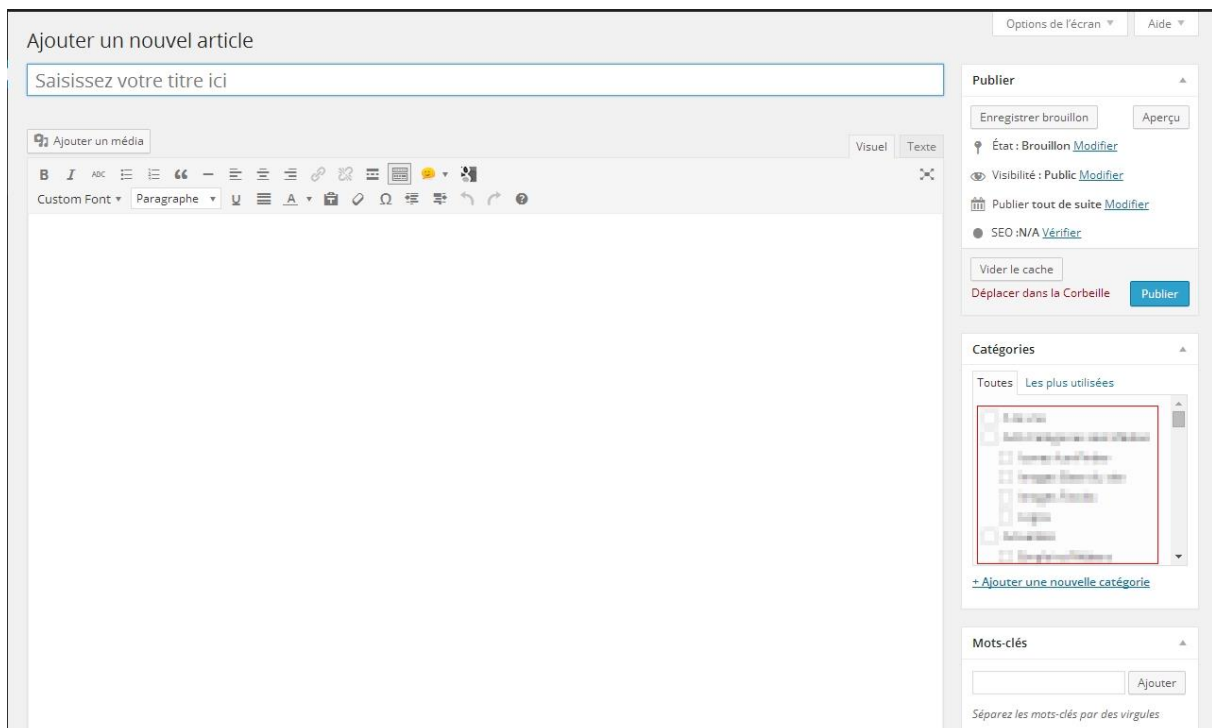 Options de l'écran
Aide
Ajouter un nouvel article
Saisissez votre titre ici
Ajouter un média
Visuel
Texte
B I ABC
Custom Font
Paragraphe
U A Ω
Publier
Enregistrer brouillon
Aperçu
État : Brouillon Modifier
Visibilité : Public Modifier
Publier tout de suite Modifier
SEO :N/A Vérifier
Vider le cache
Déplacer dans la Corbeille
Publier
Catégories
Toutes
Les plus utilisées
+ Ajouter une nouvelle catégorie
Mots-clés
Ajouter
Séparez les mots-clés par des virgules